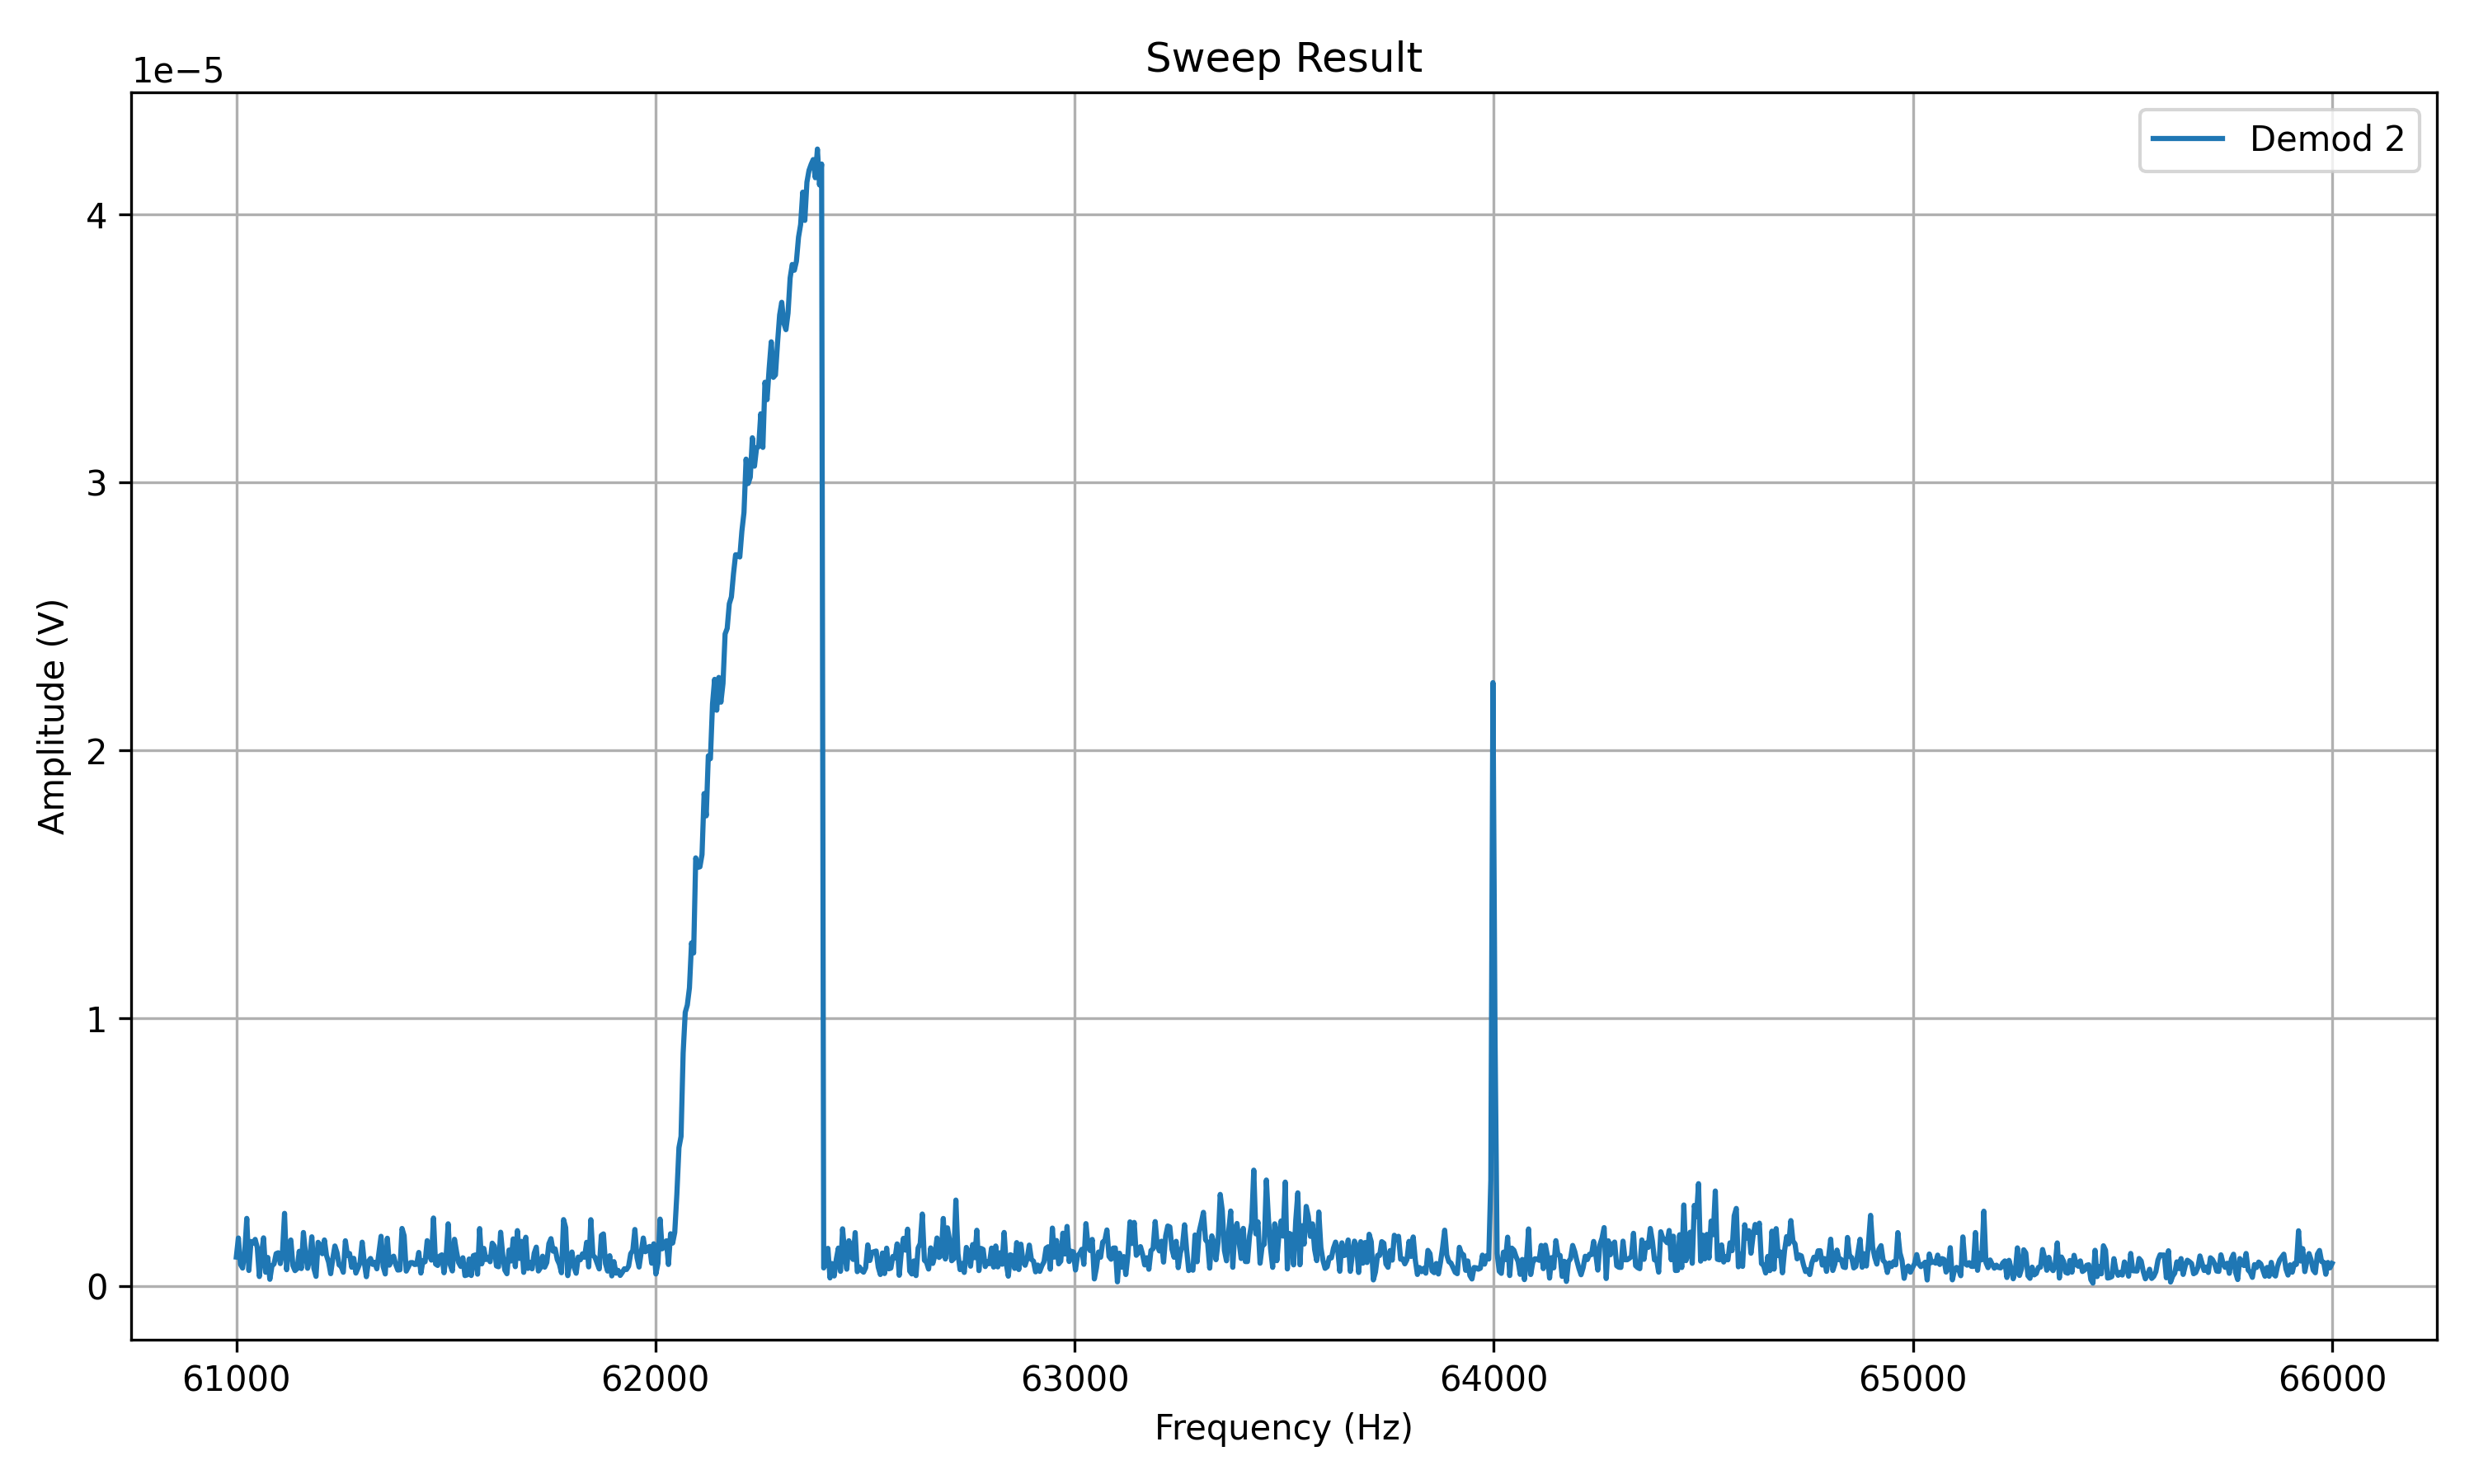 Sweep Result
1e−5
Demod 2
4
3
2
1
0
Amplitude (V)
61000 62000 63000 64000 65000 66000
Frequency (Hz)